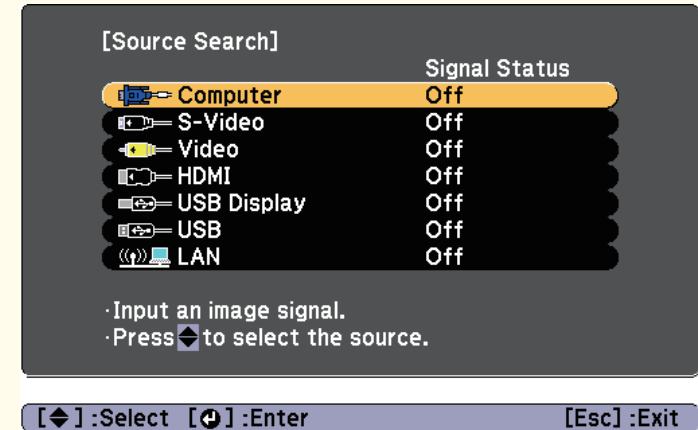 [Source Search]
Signal Status
Computer Off
S-Video Off
Video Off
HDMI Off
USB Display Off
USB Off
LAN Off
·Input an image signal.
·Press to select the source.
[ ] :Select [ ] :Enter [Esc] :Exit